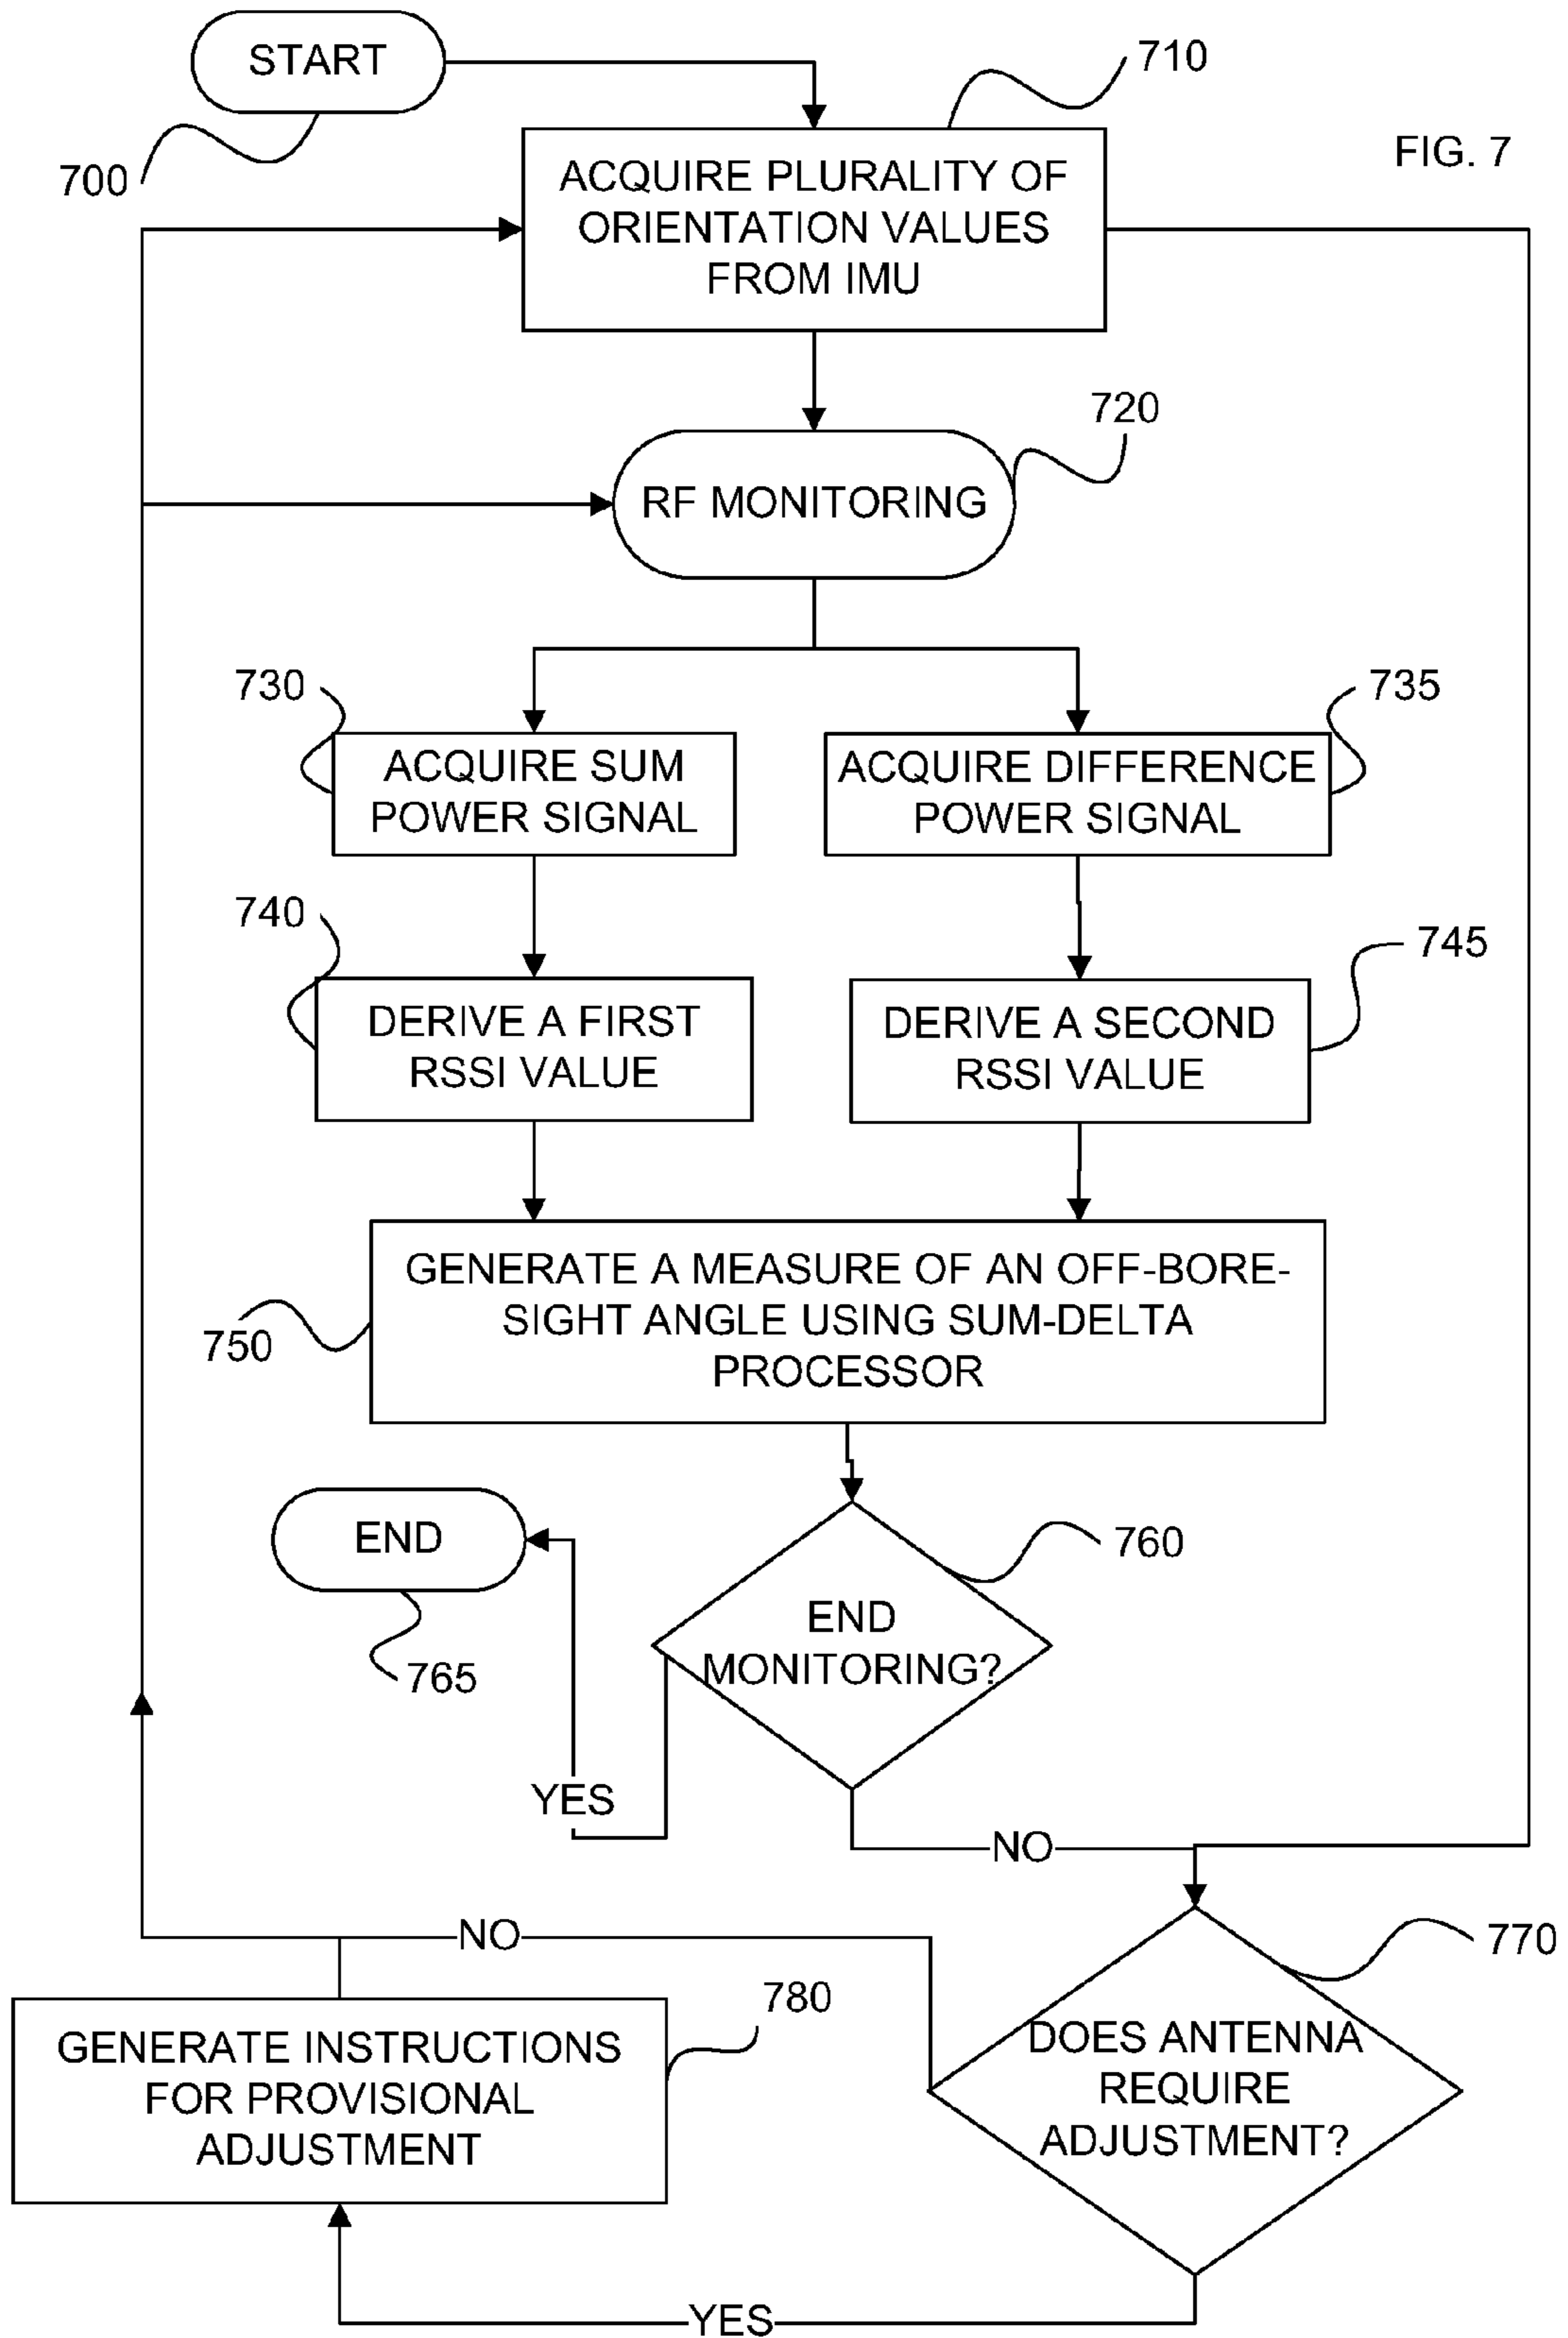 START
710
FIG. 7
700
ACQUIRE PLURALITY OF
ORIENTATION VALUES
FROM IMU
720
RF MONITORING
730
735
ACQUIRE SUM
POWER SIGNAL
ACQUIRE DIFFERENCE
POWER SIGNAL
740
745
DERIVE A FIRST
RSSI VALUE
DERIVE A SECOND
RSSI VALUE
GENERATE A MEASURE OF AN OFF-BORE-
SIGHT ANGLE USING SUM-DELTA
PROCESSOR
750
END
760
END
MONITORING?
765
YES
NO
NO
770
780
GENERATE INSTRUCTIONS
FOR PROVISIONAL
ADJUSTMENT
DOES ANTENNA
REQUIRE
ADJUSTMENT?
YES